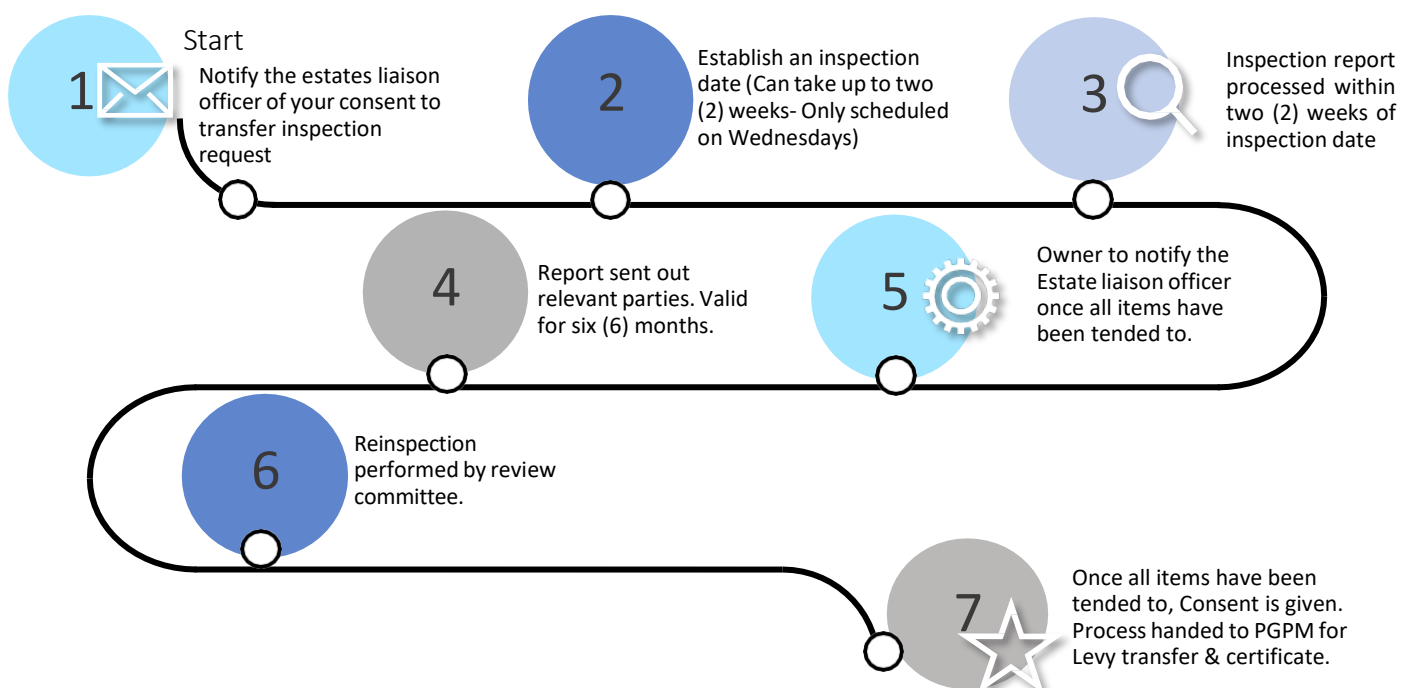 1
Start
Notify the estates liaison
officer of your consent to
transfer inspection
request
2
Establish an inspection
date (Can take up to two
(2) weeks- Only scheduled
on Wednesdays)
3
Inspection report
processed within
two (2) weeks of
inspection date
4
Report sent out
relevant parties. Valid
for six (6) months.
5
Owner to notify the
Estate liaison officer
once all items have
been tended to.
6
Reinspection
performed by review
committee.
7
Once all items have been
tended to, Consent is given.
Process handed to PGPM for
Levy transfer & certificate.